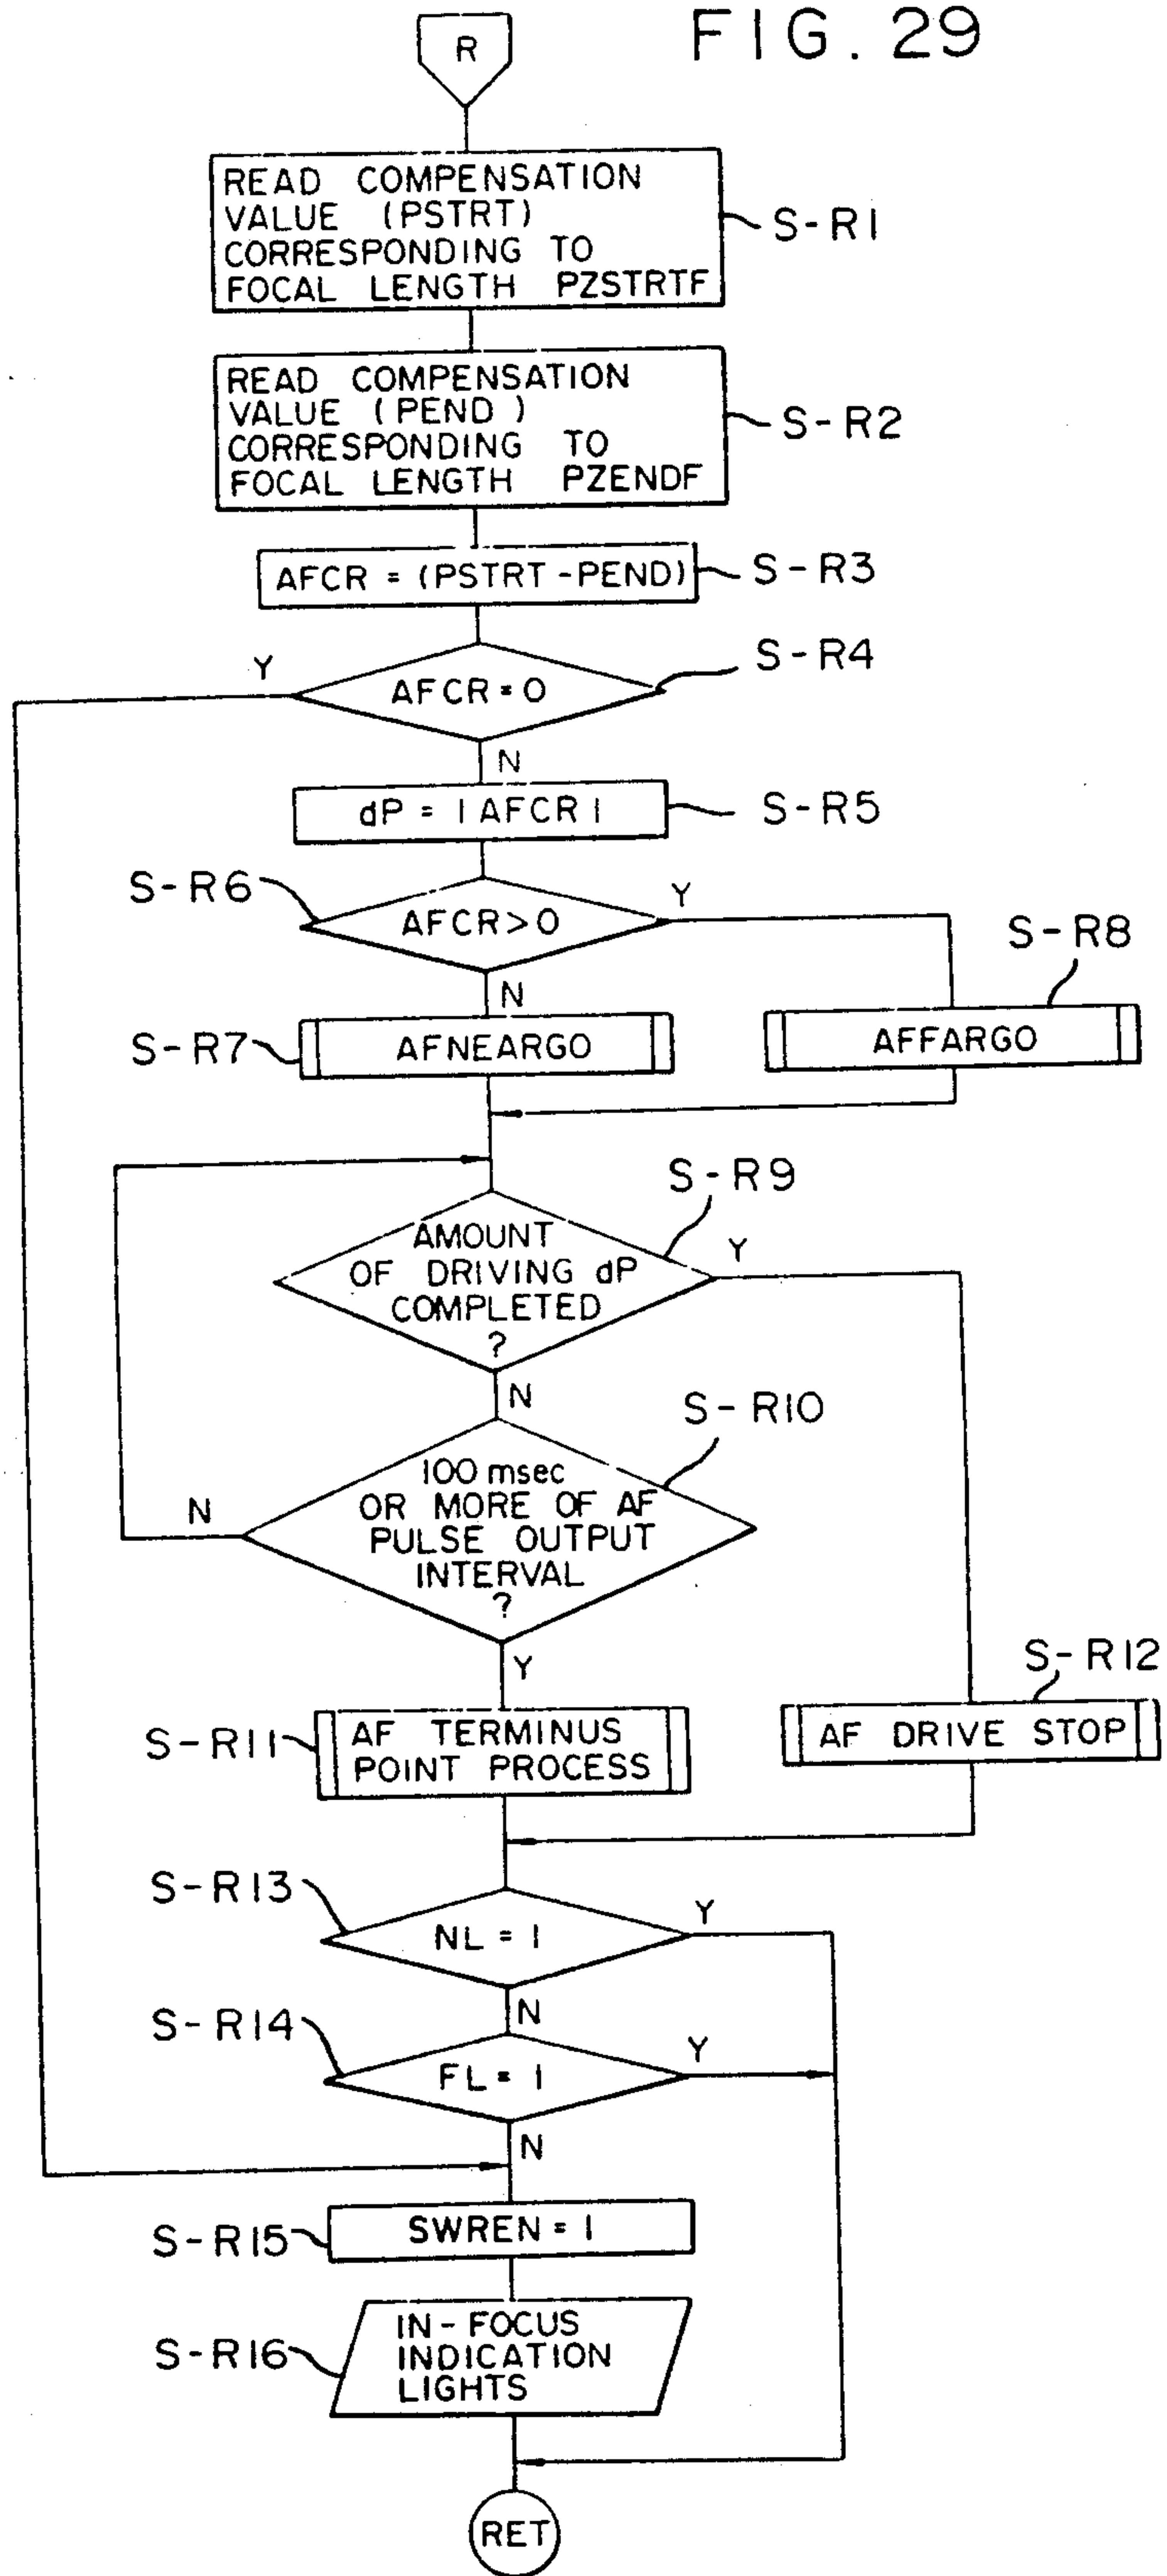 FIG. 29
R
READ COMPENSATION
VALUE (PSTRT)
CORRESPONDING TO
FOCAL LENGTH PZSTRTF
S-R1
READ COMPENSATION
VALUE (PEND)
CORRESPONDING TO
FOCAL LENGTH PZENDF
S-R2
AFCR = (PSTRT-PEND)
S-R3
Y
AFCR = 0
S-R4
N
dP = |AFCR|
S-R5
S-R6
AFCR>0
Y
S-R8
N
S-R7
AFNEARGO
AFFARGO
S-R9
AMOUNT
OF DRIVING dP
COMPLETED
?
Y
N
S-R10
100 msec
OR MORE OF AF
PULSE OUTPUT
INTERVAL
?
N
Y
S-R12
S-R11
AF TERMINUS
POINT PROCESS
AF DRIVE STOP
S-R13
NL = 1
Y
N
S-R14
FL = 1
Y
N
S-R15
SWREN = 1
S-R16
IN-FOCUS
INDICATION
LIGHTS
RET